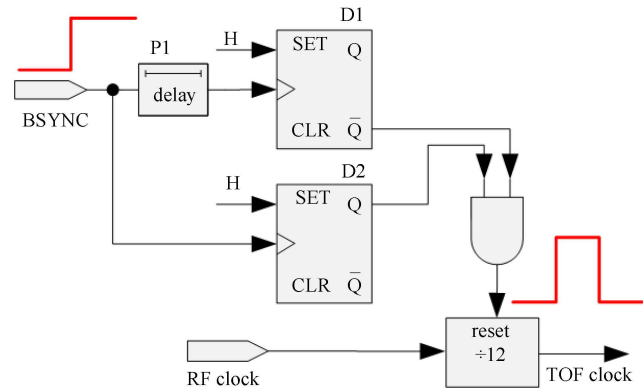 D1
P1
H
SET Q
delay
BSYNC
CLR Q̄
D2
H
SET Q
CLR Q̄
reset
÷12
RF clock
TOF clock